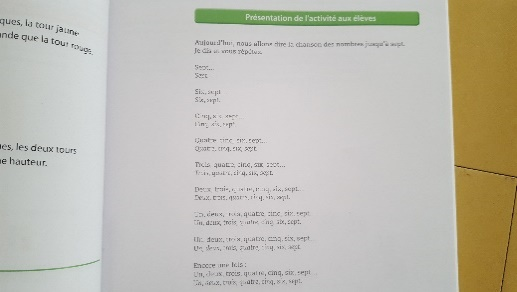 ques, la tour jaune
nde que la tour rouge.
es, les deux tours
e hauteur.
Présentation de l'activité aux élèves
Aujourd'hui, nous allons dire la chanson des nombres jusqu'à sept.
Je dis et vous répétez.
Sept...
Sept.
Six, sept
Six, sept.
Cinq, six, sept...
Cinq, six, sept.
Quatre, cinq, six, sept...
Quatre, cinq, six, sept.
Trois, quatre, cinq, six, sept...
Trois, quatre, cinq, six, sept.
Deux, trois, quatre, cinq, six, sept...
Deux, trois, quatre, cinq, six, sept.
Un, deux, trois, quatre, cinq, six, sept
Un, deux, trois, quatre, cinq, six, sept.
Un, deux, trois, quatre, cinq, six, sept...
Un, deux, trois, quatre, cinq, six, sept.
Encore une fois :
Un, deux, trois, quatre, cinq, six, sept...
Un, deux, trois, quatre, cinq, six, sept.